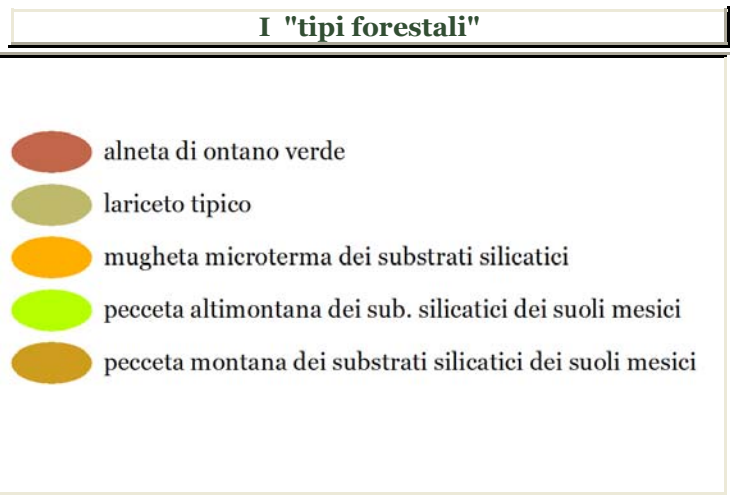 I "tipi forestali"
alneta di ontano verde
lariceto tipico
mugheta microterma dei substrati silicatici
pecceta altimontana dei sub. silicatici dei suoli mesici
pecceta montana dei substrati silicatici dei suoli mesici